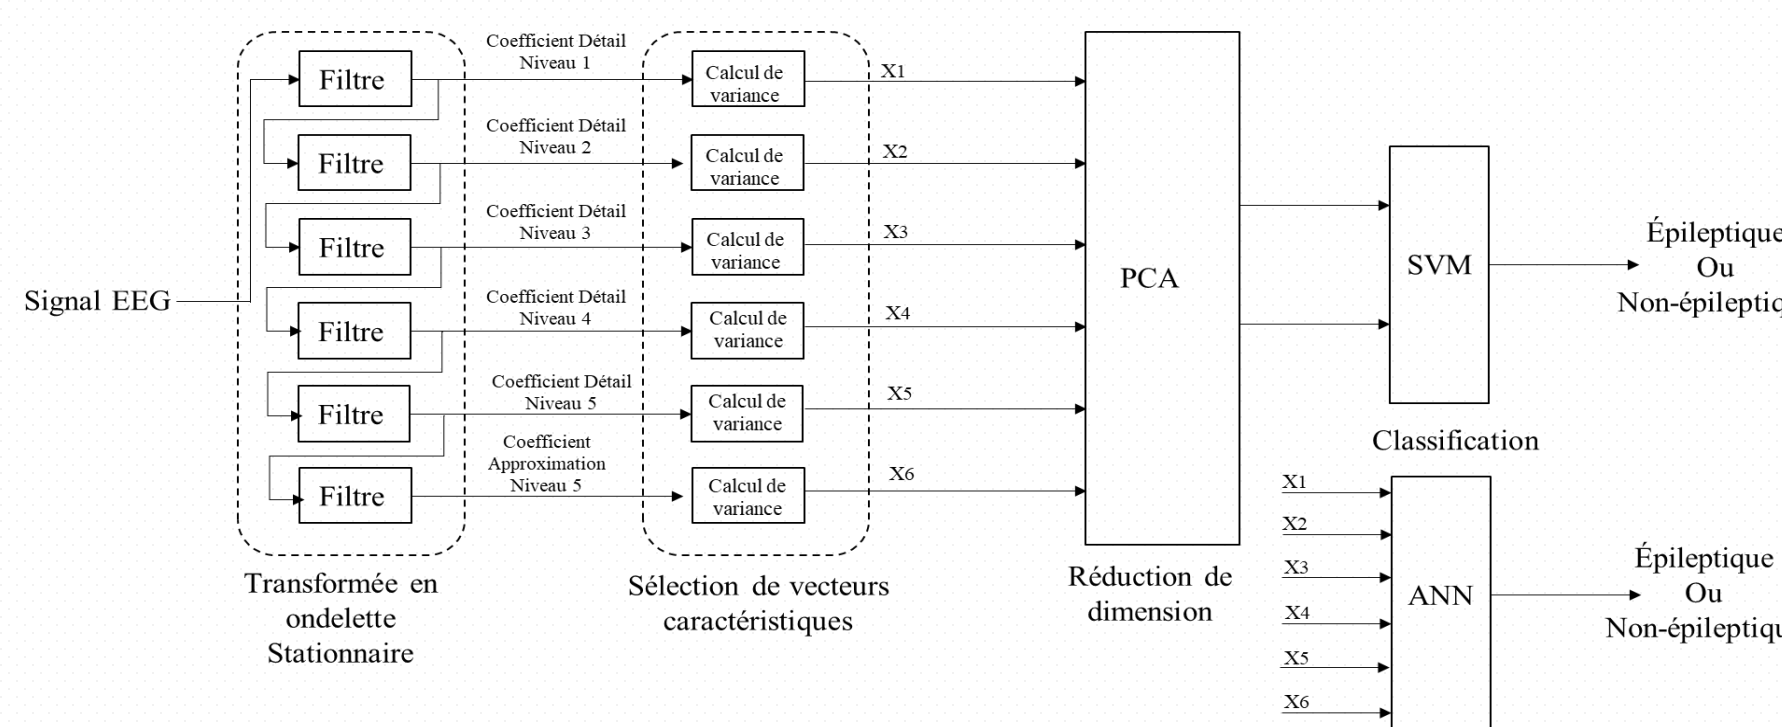 Signal EEG
Filtre
Filtre
Filtre
Filtre
Filtre
Filtre
Transformée en
ondelette
Stationnaire
Coefficient Détail
Niveau 1
Coefficient Détail
Niveau 2
Coefficient Détail
Niveau 3
Coefficient Détail
Niveau 4
Coefficient Détail
Niveau 5
Coefficient
Approximation
Niveau 5
Calcul de
variance
Calcul de
variance
Calcul de
variance
Calcul de
variance
Calcul de
variance
Calcul de
variance
Sélection de vecteurs
caractéristiques
X1
X2
X3
X4
X5
X6
PCA
Réduction de
dimension
SVM
Classification
Épileptique
Ou
Non-épileptiq
X1
X2
X3
X4
X5
X6
ANN
Épileptique
Ou
Non-épileptiqu